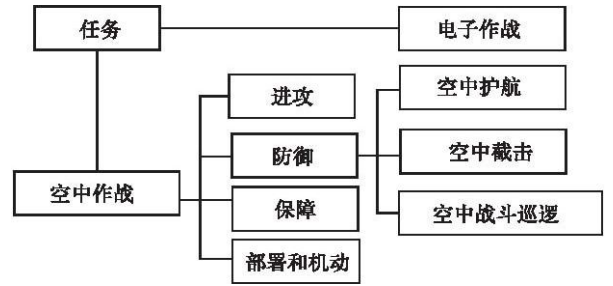 任务
电子作战
进攻
空中护航
防御
空中截击
空中作战
保障
空中战斗巡逻
部署和机动